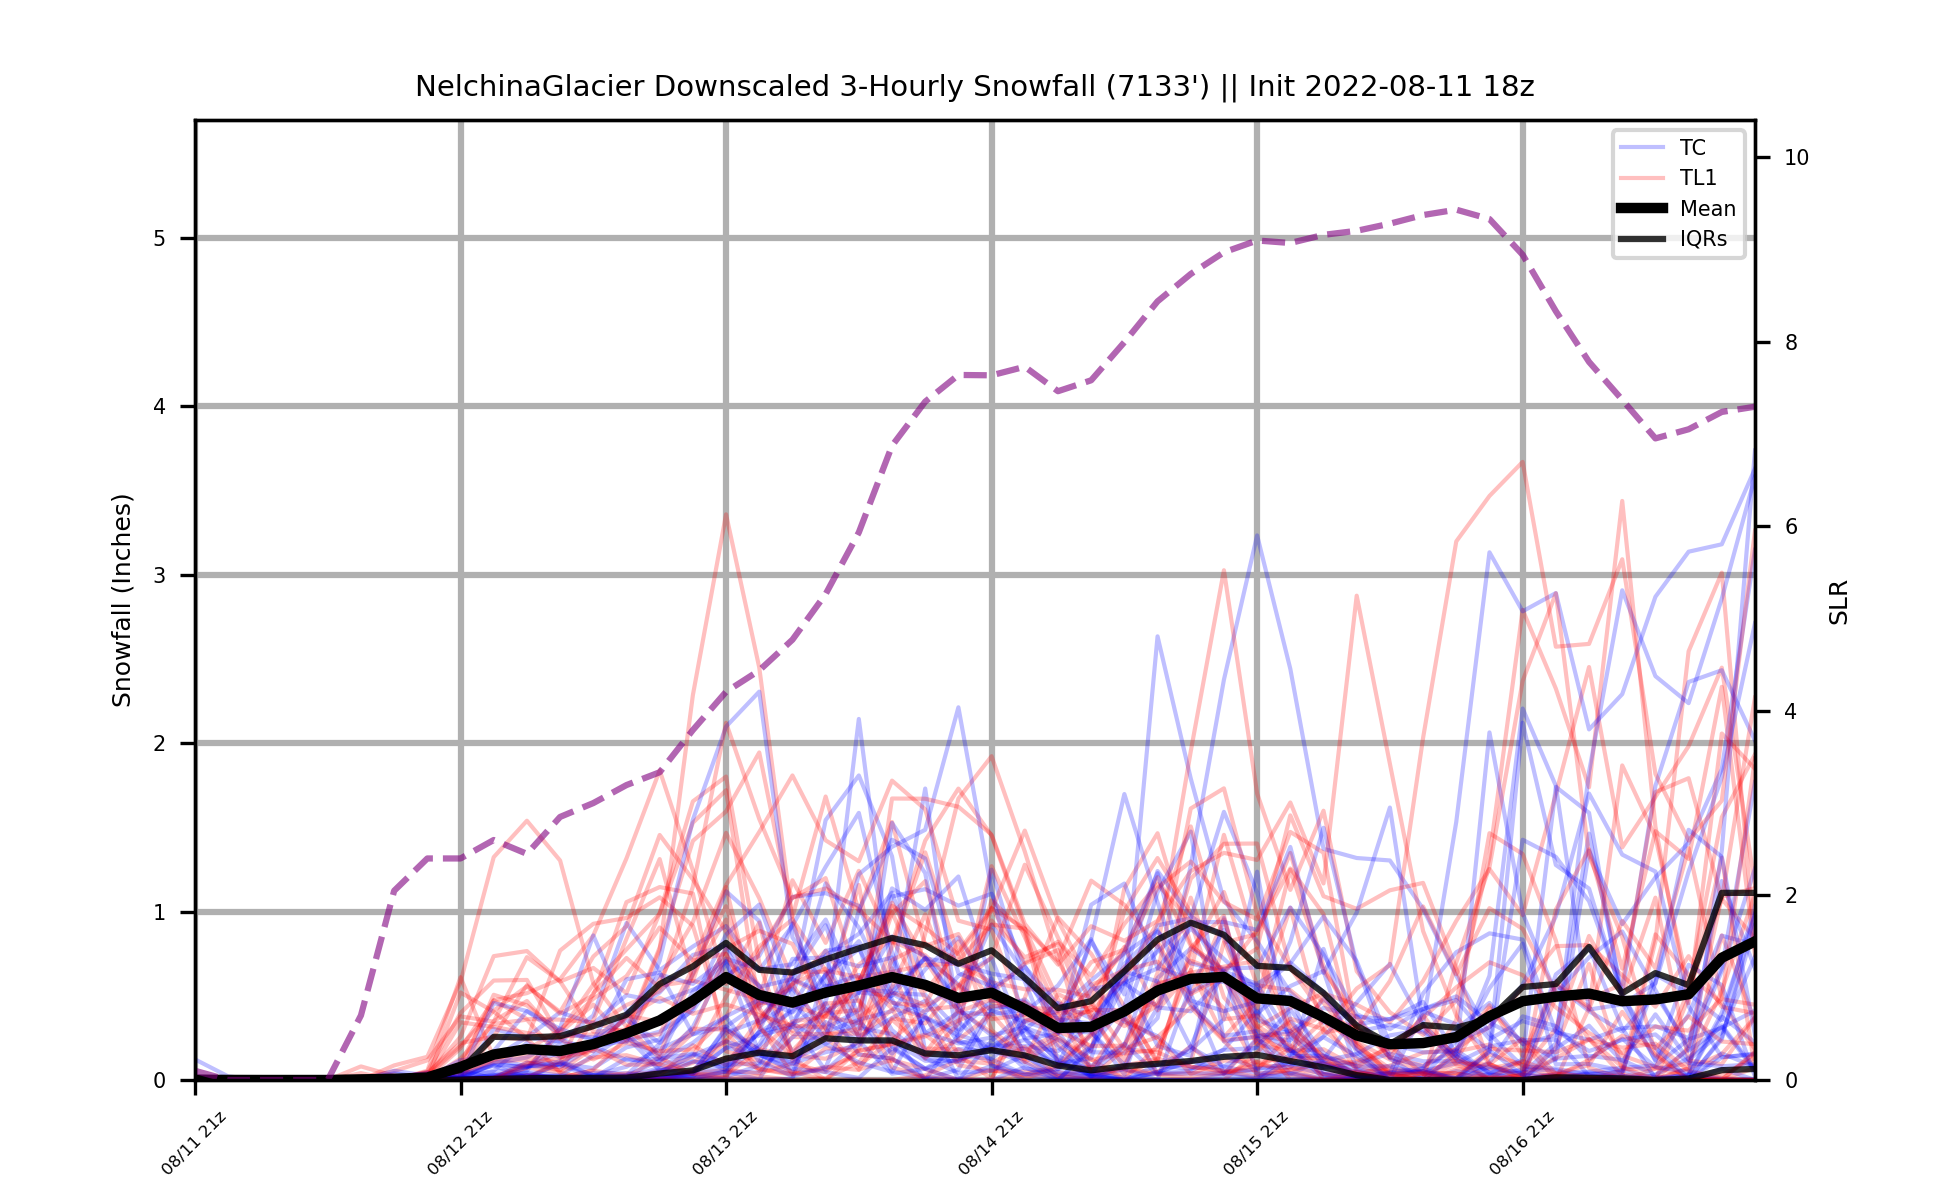 NelchinaGlacier Downscaled 3-Hourly Snowfall (7133') || Init 2022-08-11 18z
TC
TL1
Mean
IQRs
Snowfall (Inches)
5
4
3
2
1
0
SLR
10
8
6
4
2
0
08/11 21z
08/12 21z
08/13 21z
08/14 21z
08/15 21z
08/16 21z